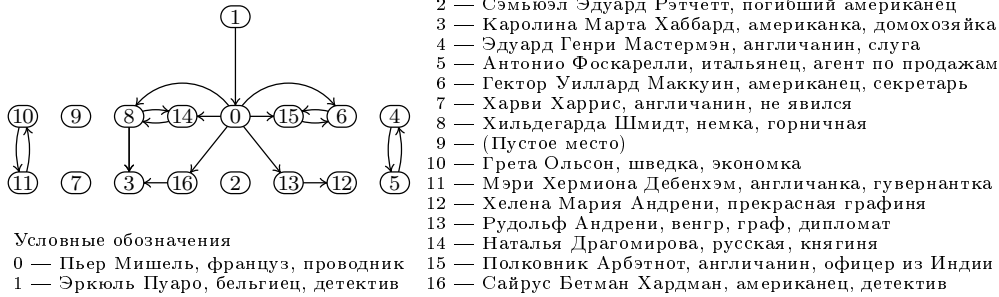 1
10 9 8 14 0 15 6 4
11 7 3 16 2 13 12 5
Условные обозначения
0 — Пьер Мишель, француз, проводник
1 — Эркюль Пуаро, бельгиец, детектив
2 — Сэмьюэл Эдуард Рэтчетт, погибший американец
3 — Каролина Марта Хаббард, американка, домохозяйка
4 — Эдуард Генри Мастермэн, англичанин, слуга
5 — Антонио Фоскарелли, итальянец, агент по продажам
6 — Гектор Уиллард Маккуин, американец, секретарь
7 — Харви Харрис, англичанин, не явился
8 — Хильдегарда Шмидт, немка, горничная
9 — (Пустое место)
10 — Грета Ольсон, шведка, экономка
11 — Мэри Хермиона Дебенхэм, англичанка, гувернантка
12 — Хелена Мария Андрени, прекрасная графиня
13 — Рудольф Андрени, венгр, граф, дипломат
14 — Наталья Драгомирова, русская, княгиня
15 — Полковник Арбэтнот, англичанин, офицер из Индии
16 — Сайрус Бетман Хардман, американец, детектив